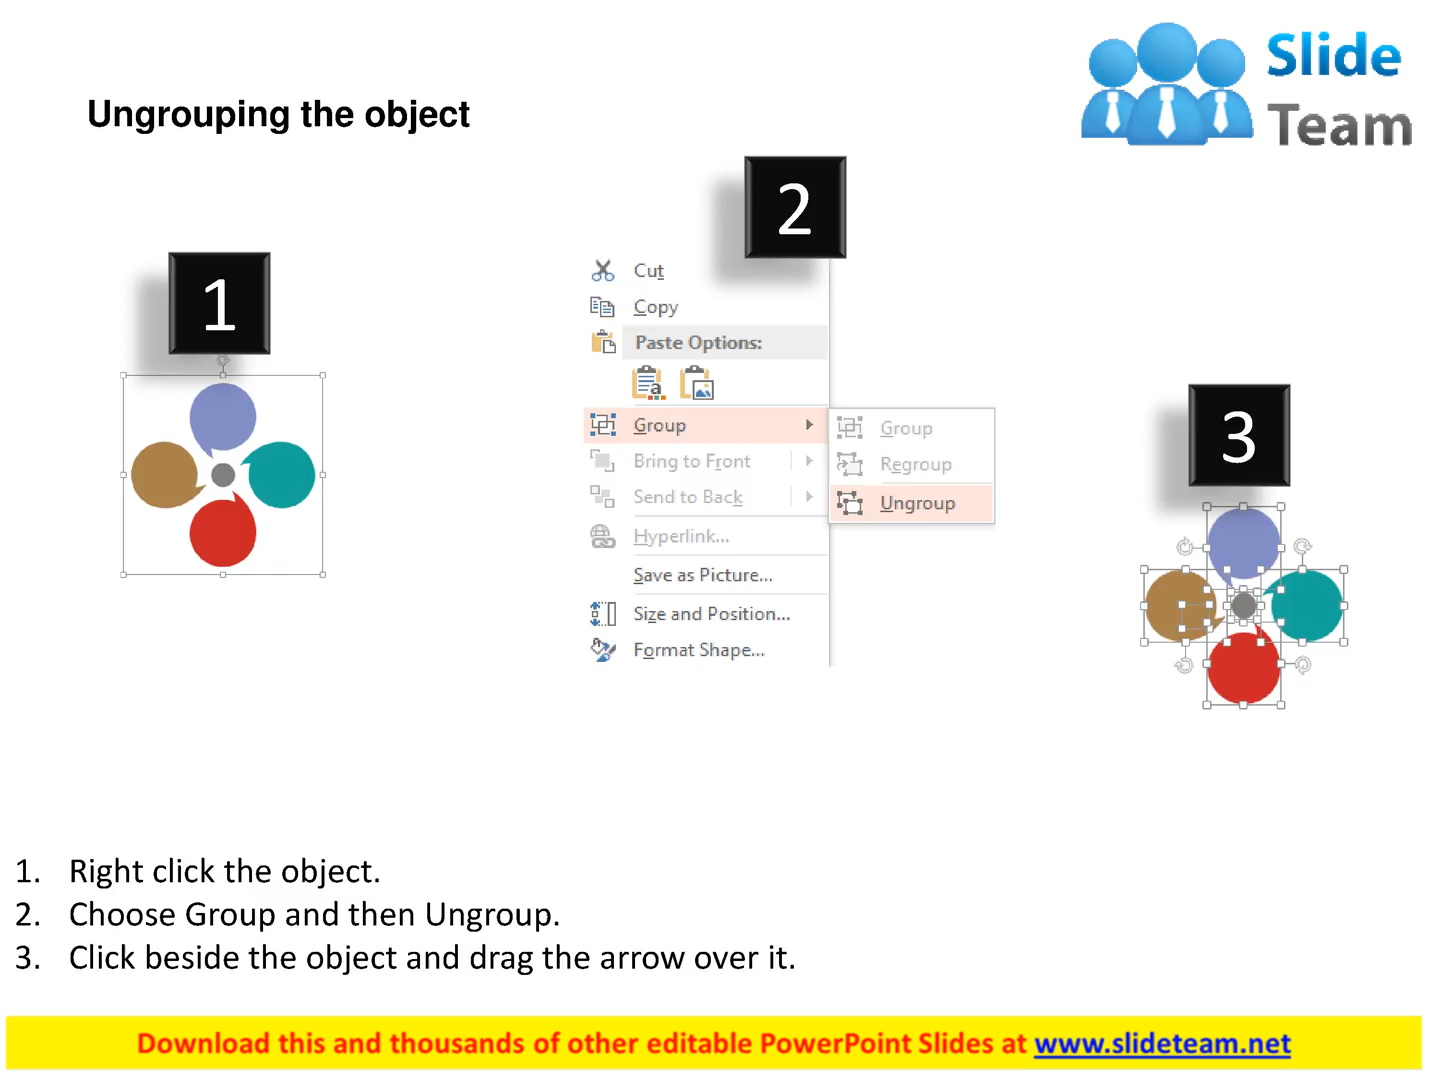 Slide
Team
Ungrouping the object
1
2
3
Cut
Copy
Paste Options:
Group
Bring to Front
Send to Back
Hyperlink...
Save as Picture...
Size and Position...
Format Shape...
Group
Regroup
Ungroup
1. Right click the object.
2. Choose Group and then Ungroup.
3. Click beside the object and drag the arrow over it.
Download this and thousands of other editable PowerPoint Slides at www.slideteam.net